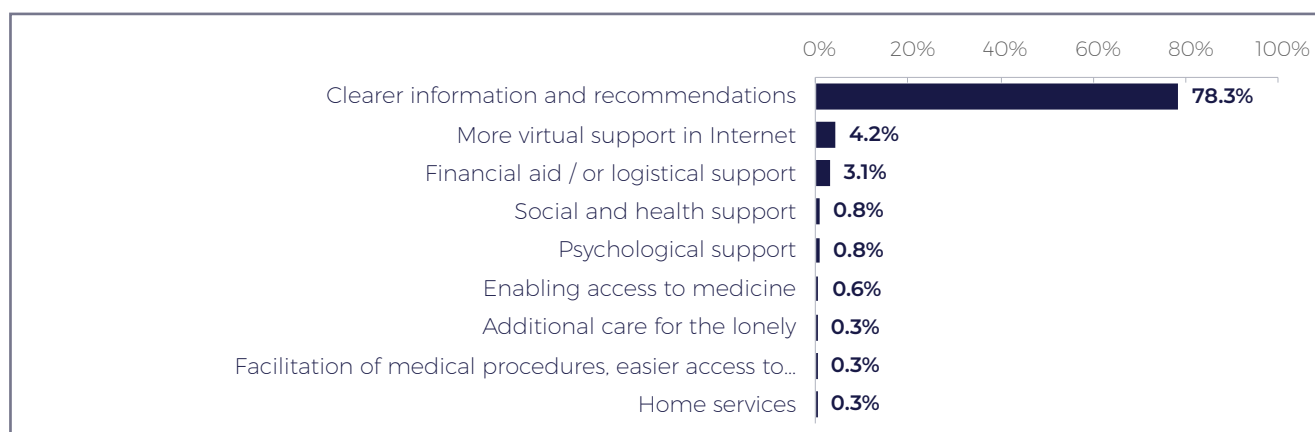 0% 20% 40% 60% 80% 100%
Clearer information and recommendations 78.3%
More virtual support in Internet 4.2%
Financial aid / or logistical support 3.1%
Social and health support 0.8%
Psychological support 0.8%
Enabling access to medicine 0.6%
Additional care for the lonely 0.3%
Facilitation of medical procedures, easier access to... 0.3%
Home services 0.3%